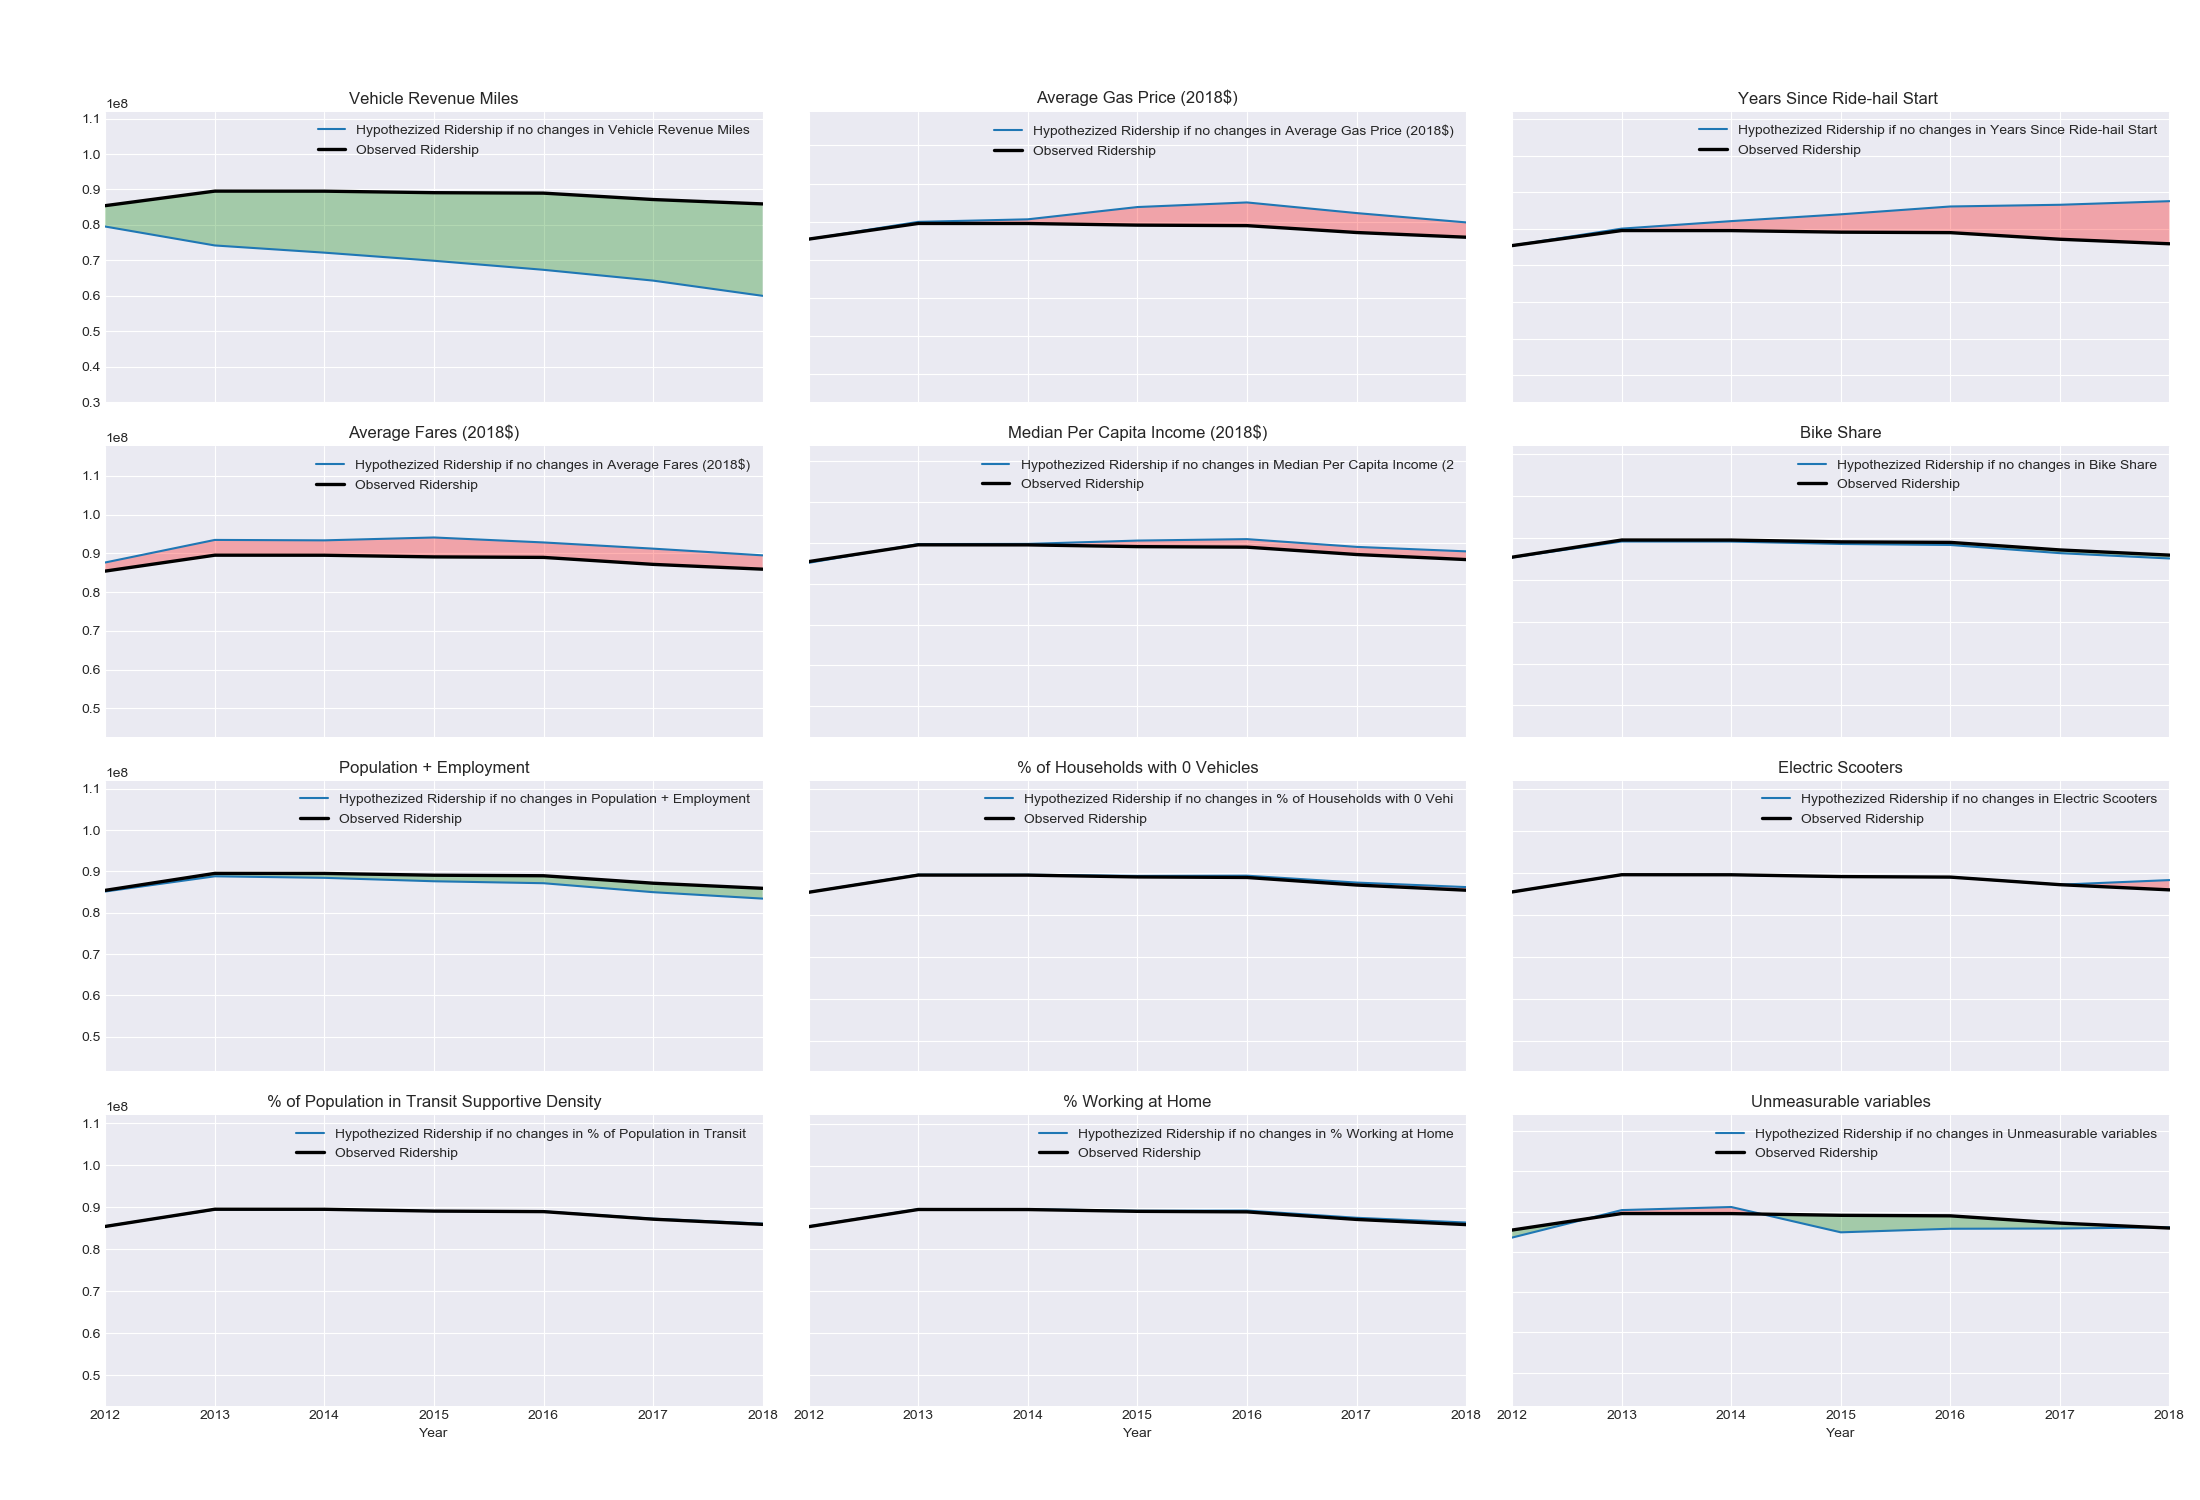 Vehicle Revenue Miles
1e8
Hypothezized Ridership if no changes in Vehicle Revenue Miles
Observed Ridership
1.1
1.0
0.9
0.8
0.7
0.6
0.5
0.4
0.3
Average Gas Price (2018$)
Hypothezized Ridership if no changes in Average Gas Price (2018$)
Observed Ridership
Years Since Ride-hail Start
Hypothezized Ridership if no changes in Years Since Ride-hail Start
Observed Ridership
Average Fares (2018$)
1e8
Hypothezized Ridership if no changes in Average Fares (2018$)
Observed Ridership
1.1
1.0
0.9
0.8
0.7
0.6
0.5
Median Per Capita Income (2018$)
Hypothezized Ridership if no changes in Median Per Capita Income (2
Observed Ridership
Bike Share
Hypothezized Ridership if no changes in Bike Share
Observed Ridership
Population + Employment
1e8
Hypothezized Ridership if no changes in Population + Employment
Observed Ridership
1.1
1.0
0.9
0.8
0.7
0.6
0.5
% of Households with 0 Vehicles
Hypothezized Ridership if no changes in % of Households with 0 Vehi
Observed Ridership
Electric Scooters
Hypothezized Ridership if no changes in Electric Scooters
Observed Ridership
% of Population in Transit Supportive Density
1e8
Hypothezized Ridership if no changes in % of Population in Transit
Observed Ridership
1.1
1.0
0.9
0.8
0.7
0.6
0.5
2012 2013 2014 2015 2016 2017 2018
Year
% Working at Home
Hypothezized Ridership if no changes in % Working at Home
Observed Ridership
2012 2013 2014 2015 2016 2017 2018
Year
Unmeasurable variables
Hypothezized Ridership if no changes in Unmeasurable variables
Observed Ridership
2012 2013 2014 2015 2016 2017 2018
Year